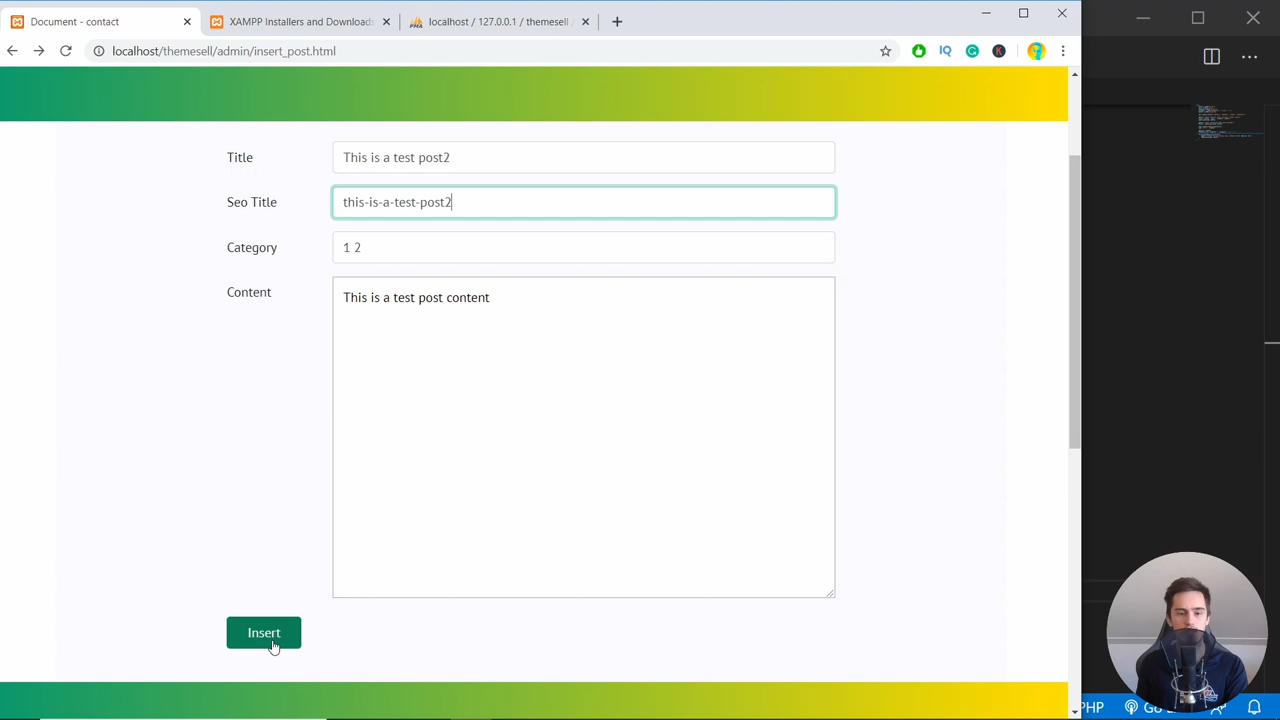 Document - contact
XAMPP Installers and Downloads
localhost / 127.0.0.1 / themesell /
localhost/themesell/admin/insert_post.html
Title
This is a test post2
Seo Title
this-is-a-test-post2
Category
1 2
Content
This is a test post content
Insert
PHP